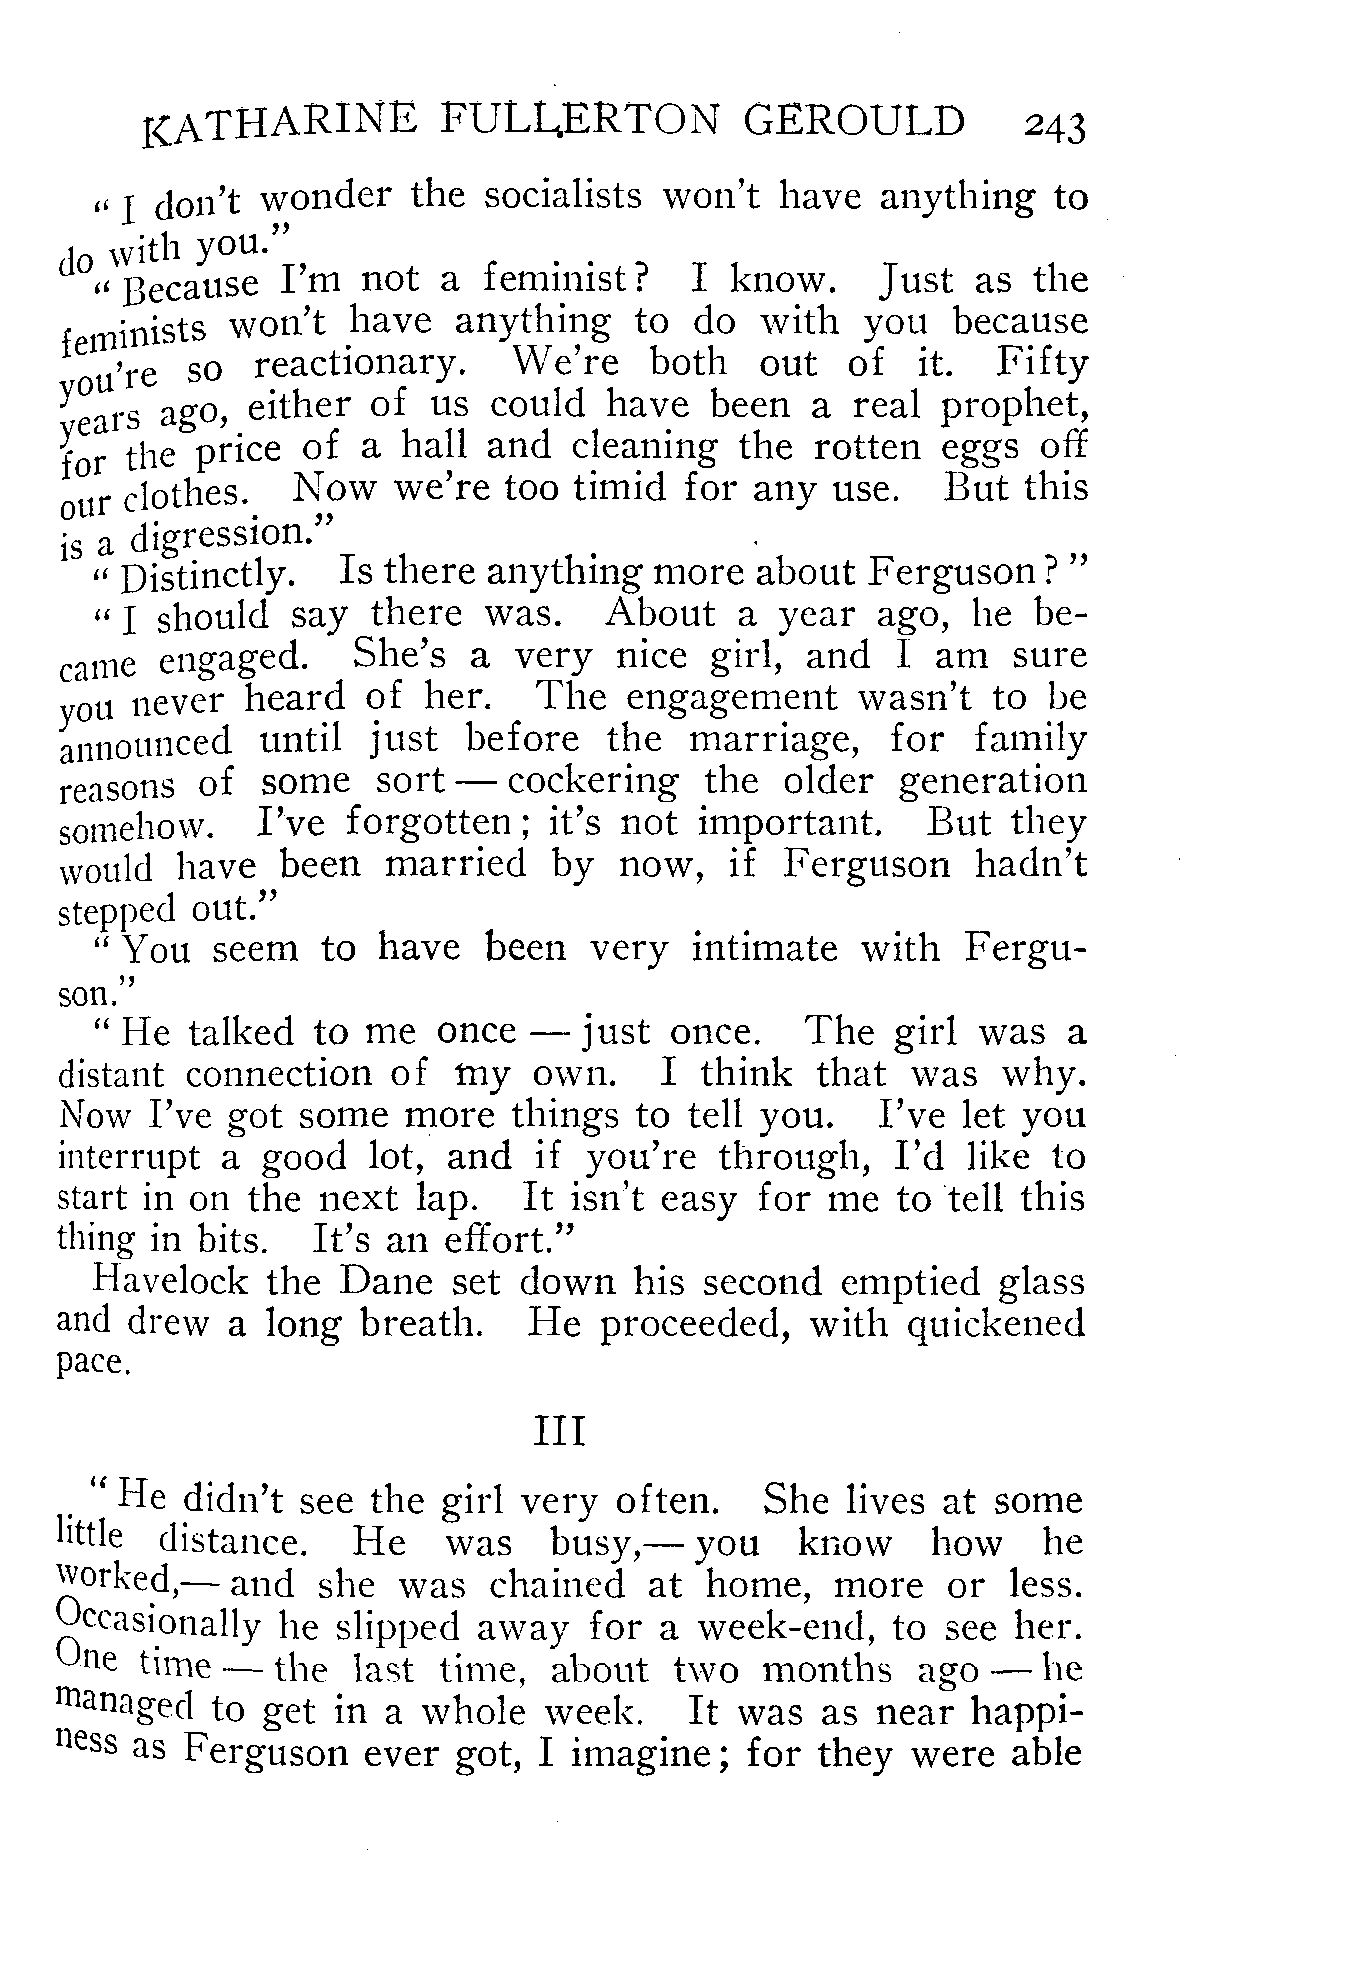 KATHARINE FULLERTON GEROULD 243
“ I don't wonder the socialists won't have anything to
do with you.”
“ Because I'm not a feminist? I know. Just as the
feminists won't have anything to do with you because
you're so reactionary. We're both out of it. Fifty
years ago, either of us could have been a real prophet,
for the price of a hall and cleaning the rotten eggs off
our clothes. Now we're too timid for any use. But this
is a digression.”
“ Distinctly. Is there anything more about Ferguson? ”
“ I should say there was. About a year ago, he be-
came engaged. She's a very nice girl, and I am sure
you never heard of her. The engagement wasn't to be
announced until just before the marriage, for family
reasons of some sort — cockering the older generation
somehow. I've forgotten; it's not important. But they
would have been married by now, if Ferguson hadn't
stepped out.”
“ You seem to have been very intimate with Fergu-
son.”
“ He talked to me once — just once. The girl was a
distant connection of my own. I think that was why.
Now I've got some more things to tell you. I've let you
interrupt a good lot, and if you're through, I'd like to
start in on the next lap. It isn't easy for me to tell this
thing in bits. It's an effort.”
Havelock the Dane set down his second emptied glass
and drew a long breath. He proceeded, with quickened
pace.
III
“ He didn't see the girl very often. She lives at some
little distance. He was busy,— you know how he
worked,— and she was chained at home, more or less.
Occasionally he slipped away for a week-end, to see her.
One time — the last time, about two months ago — he
managed to get in a whole week. It was as near happi-
ness as Ferguson ever got, I imagine; for they were able